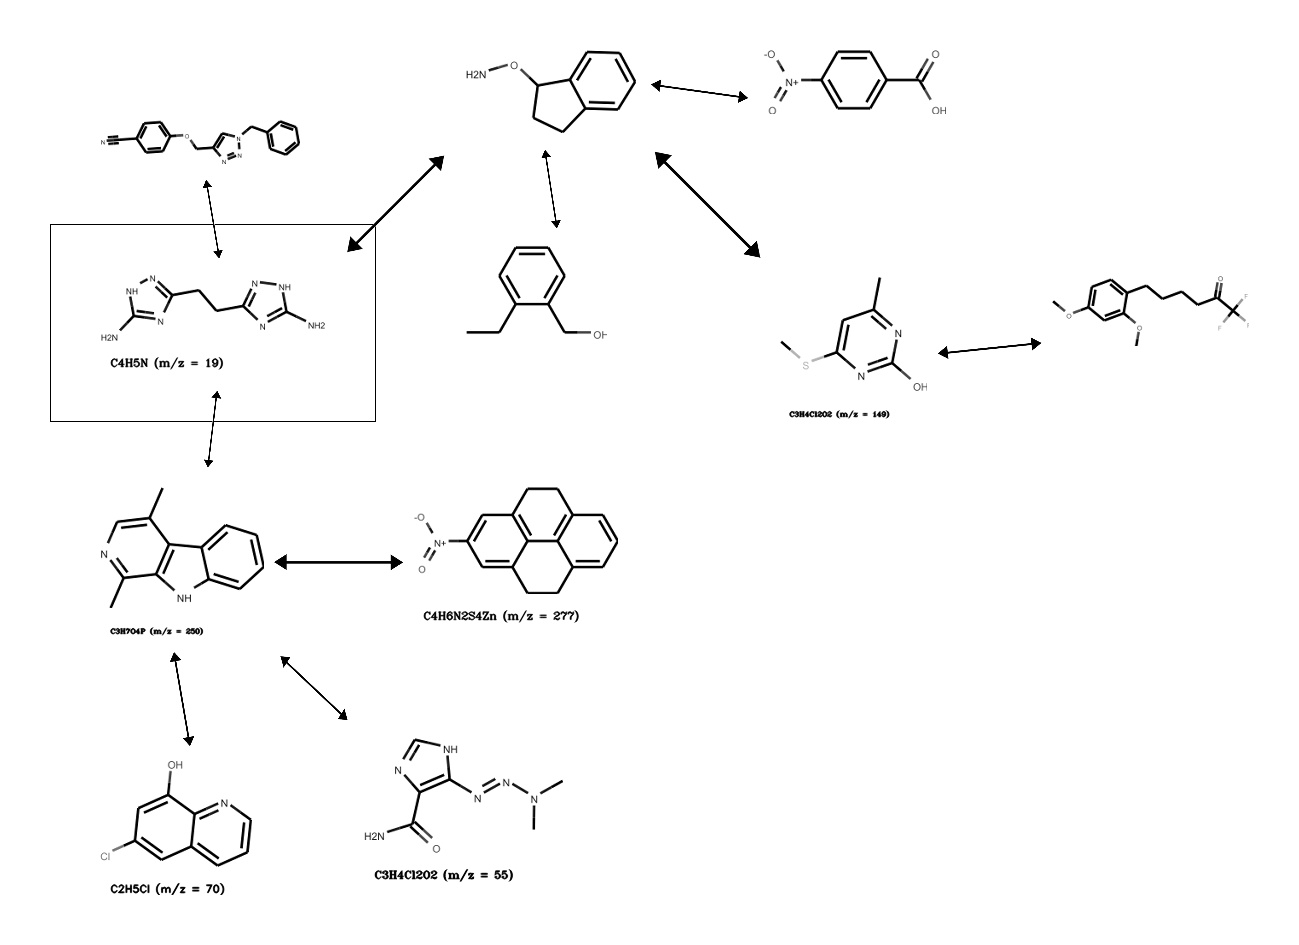 H2N O
-O N+ O O OH
N O N N N
NH N N N NH N H2N NH2
C4H5N (m/z = 19)
OH
N N S OH
C3H4Cl2O2 (m/z = 149)
O O O F F F
N NH
C3H7O4P (m/z = 250)
-O N+ O
C4H6N2S4Zn (m/z = 277)
OH N Cl
C2H5Cl (m/z = 70)
NH N N N N H2N O
C3H4Cl2O2 (m/z = 55)